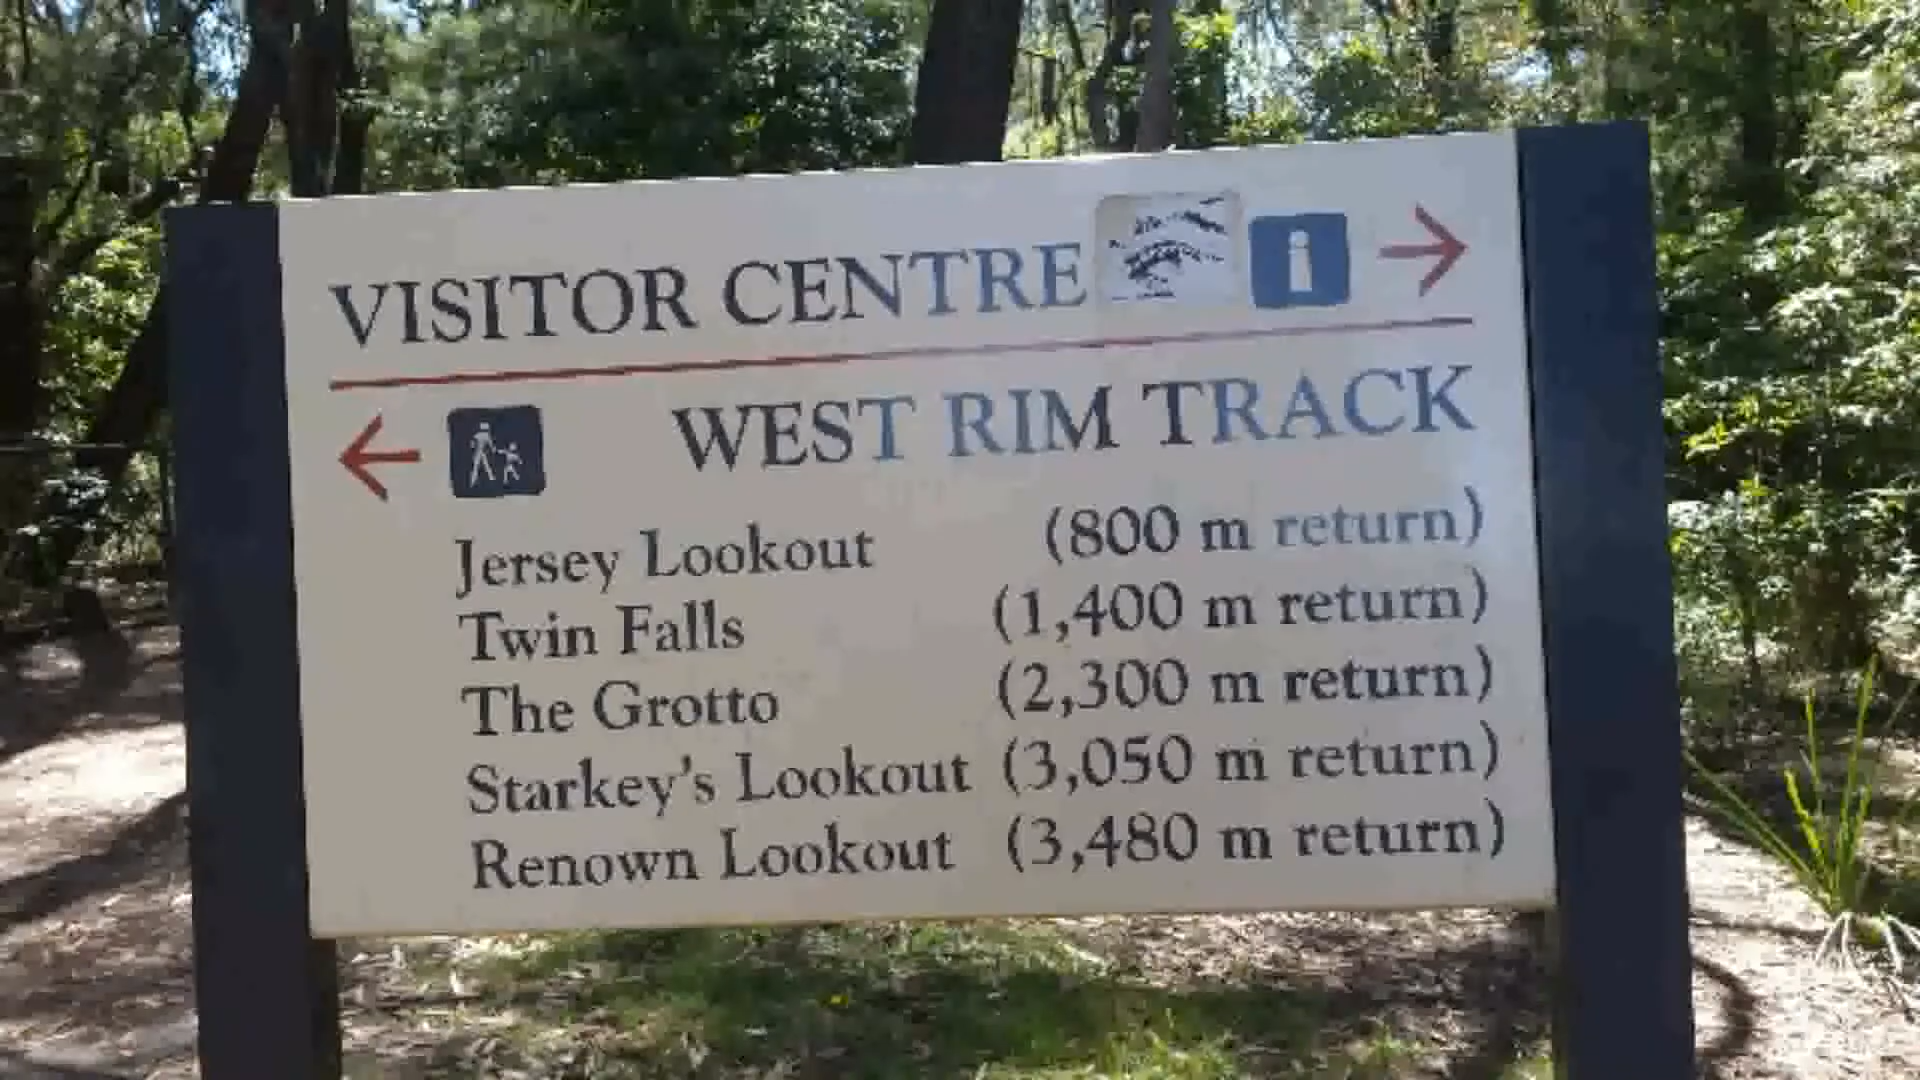 VISITOR CENTRE i
WEST RIM TRACK
Jersey Lookout (800 m return)
Twin Falls (1,400 m return)
The Grotto (2,300 m return)
Starkey's Lookout (3,050 m return)
Renown Lookout (3,480 m return)